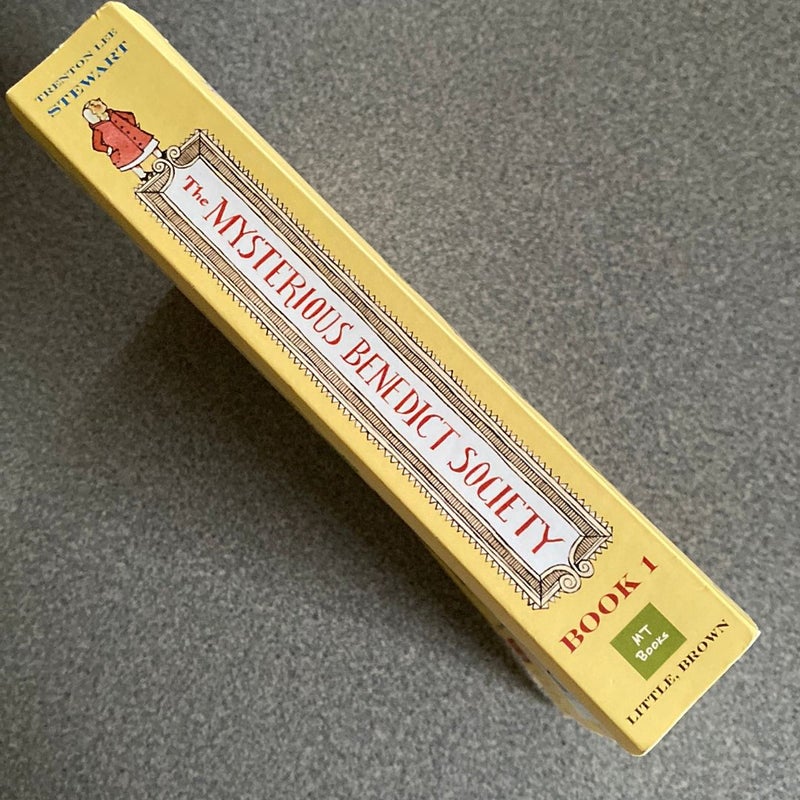 TRENTON LEE
STEWART
The MYSTERIOUS BENEDICT SOCIETY
BOOK 1
MT
Books
LITTLE, BROWN